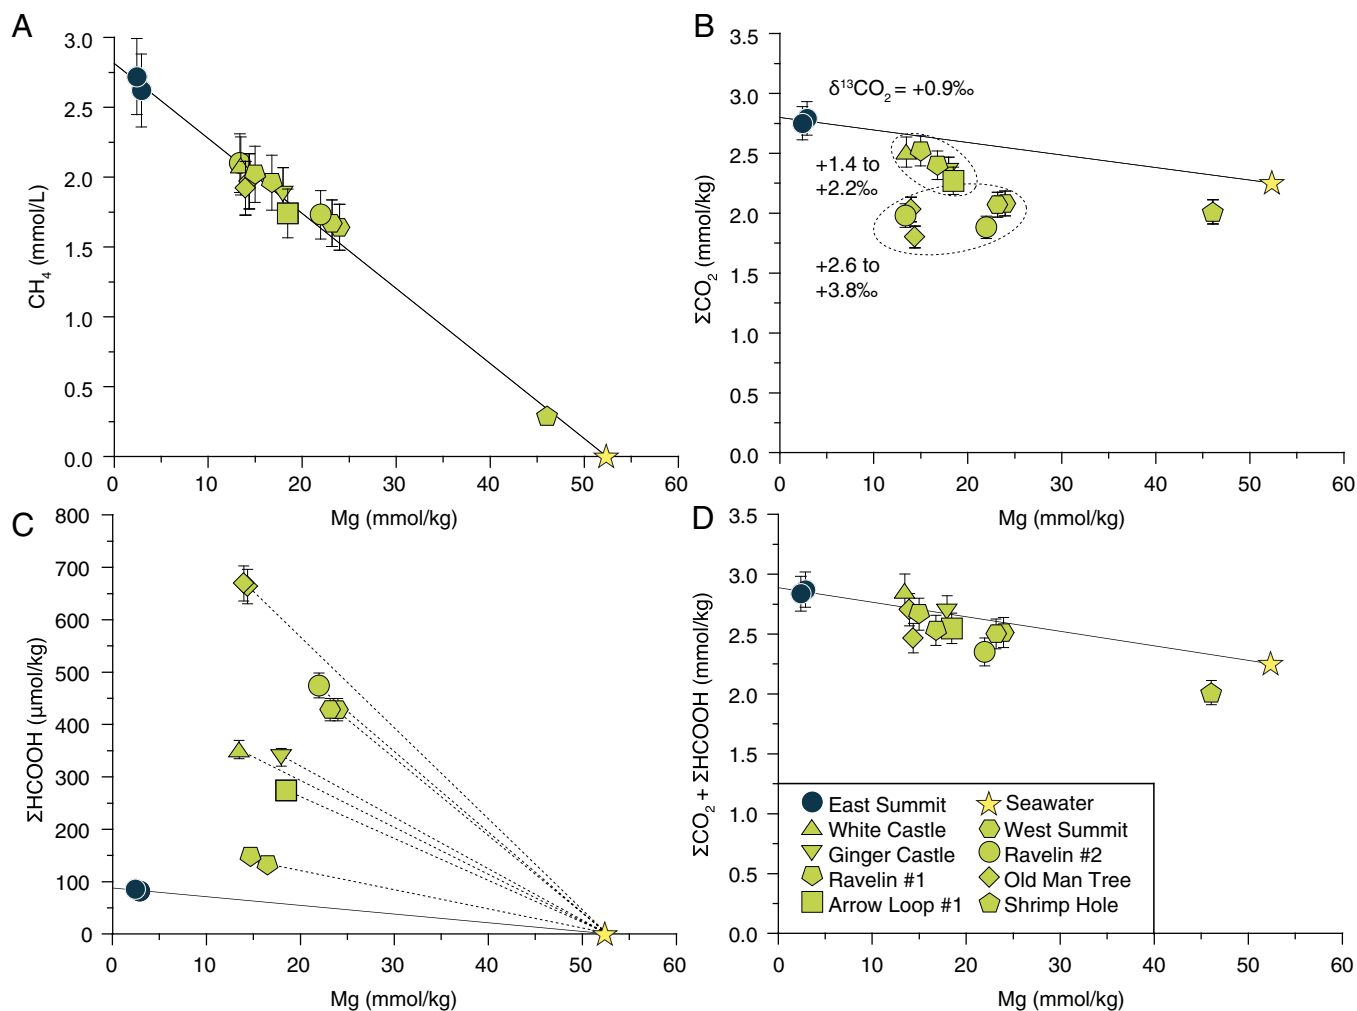 A
3.0
2.5
2.0
1.5
1.0
0.5
0.0
CH4 (mmol/L)
0 10 20 30 40 50 60
Mg (mmol/kg)
B
3.5
3.0
2.5
2.0
1.5
1.0
0.5
0.0
ΣCO2 (mmol/kg)
δ13CO2 = +0.9‰
+1.4 to
+2.2‰
+2.6 to
+3.8‰
0 10 20 30 40 50 60
Mg (mmol/kg)
C
800
700
600
500
400
300
200
100
0
ΣHCOOH (μmol/kg)
0 10 20 30 40 50 60
Mg (mmol/kg)
D
3.5
3.0
2.5
2.0
1.5
1.0
0.5
0.0
ΣCO2 + ΣHCOOH (mmol/kg)
East Summit
White Castle
Ginger Castle
Ravelin #1
Arrow Loop #1
Seawater
West Summit
Ravelin #2
Old Man Tree
Shrimp Hole
0 10 20 30 40 50 60
Mg (mmol/kg)